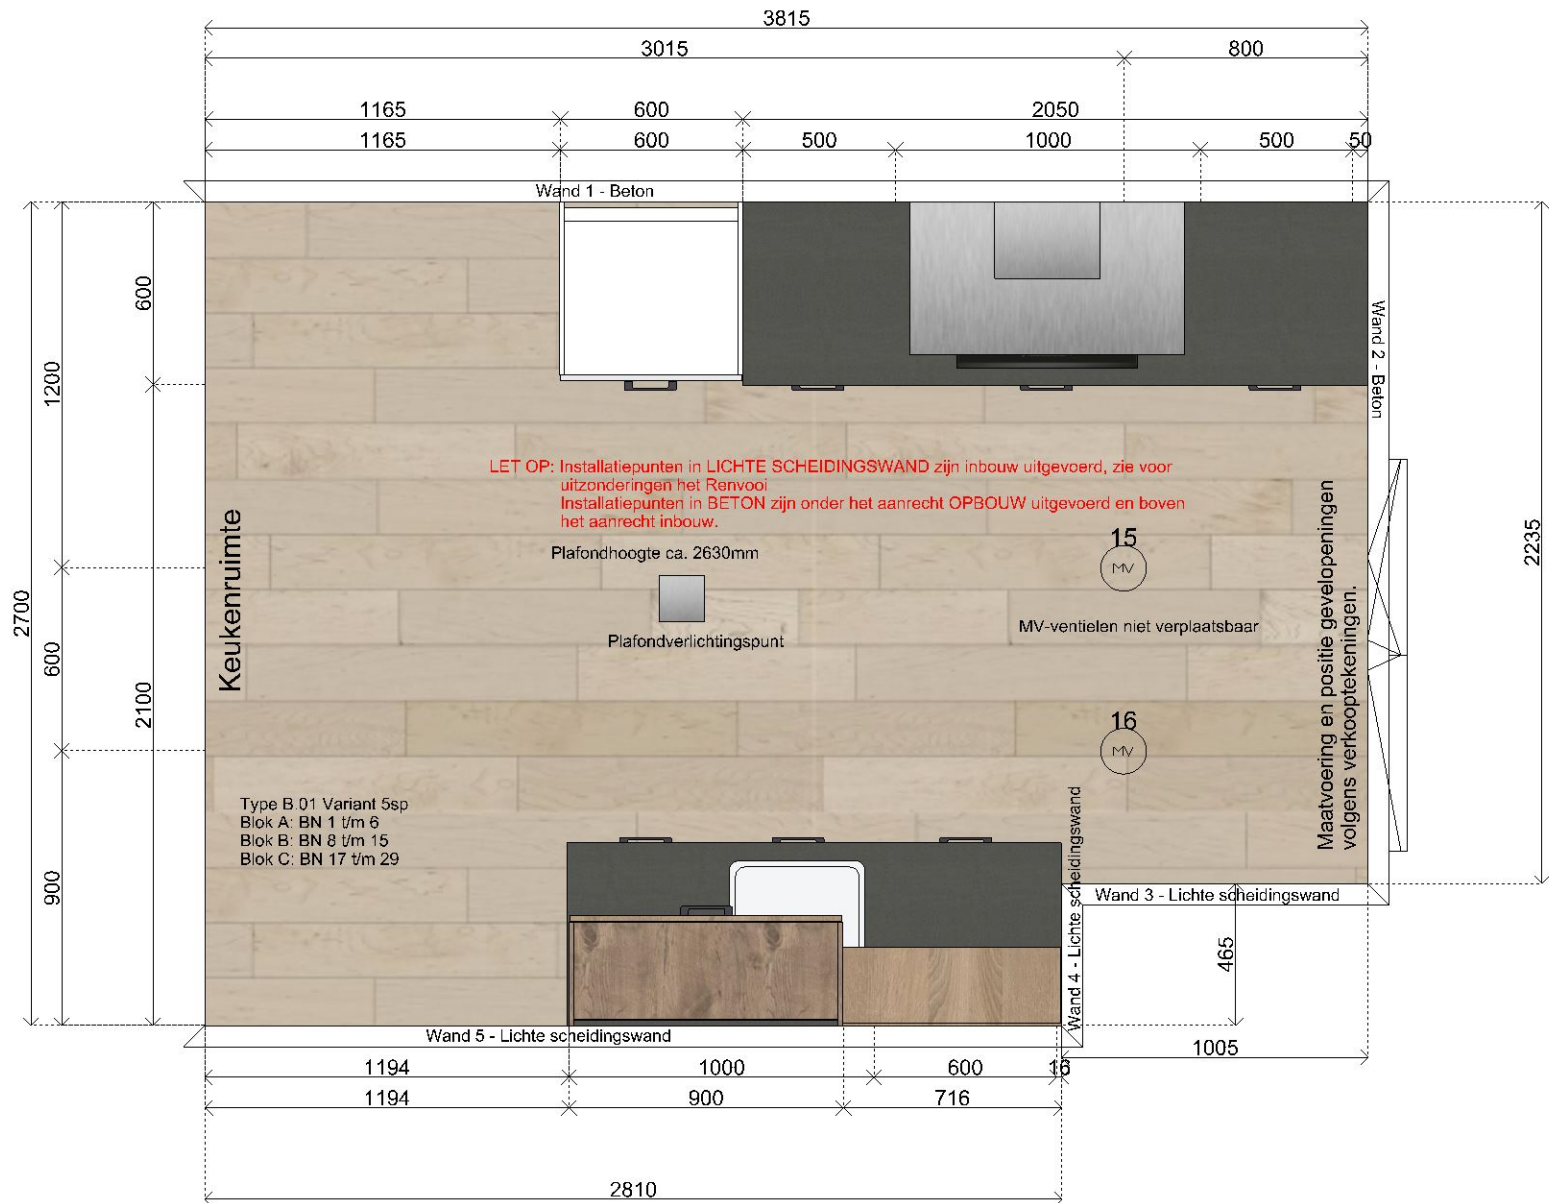 3815
3015 800
1165 600 2050
1165 600 500 1000 500 50
Wand 1 - Beton
Wand 2 - Beton
600
1200
2235
LET OP: Installatiepunten in LICHTE SCHEIDINGSWAND zijn inbouw uitgevoerd, zie voor
uitzonderingen het Renvooi
Installatiepunten in BETON zijn onder het aanrecht OPBOUW uitgevoerd en boven
het aanrecht inbouw.
Keukenruimte
Plafondhoogte ca. 2630mm
15
MV
2700
600
2100
Plafondverlichtingspunt
MV-ventielen niet verplaatsbaar
Maatvoering en positie gevelopeningen
volgens verkooptekeningen.
16
MV
Type B.01 Variant 5sp
Blok A: BN 1 t/m 6
Blok B: BN 8 t/m 15
Blok C: BN 17 t/m 29
900
Wand 4 - Lichte scheidingswand
Wand 3 - Lichte scheidingswand
465
Wand 5 - Lichte scheidingswand
1005
1194 1000 600 16
1194 900 716
2810